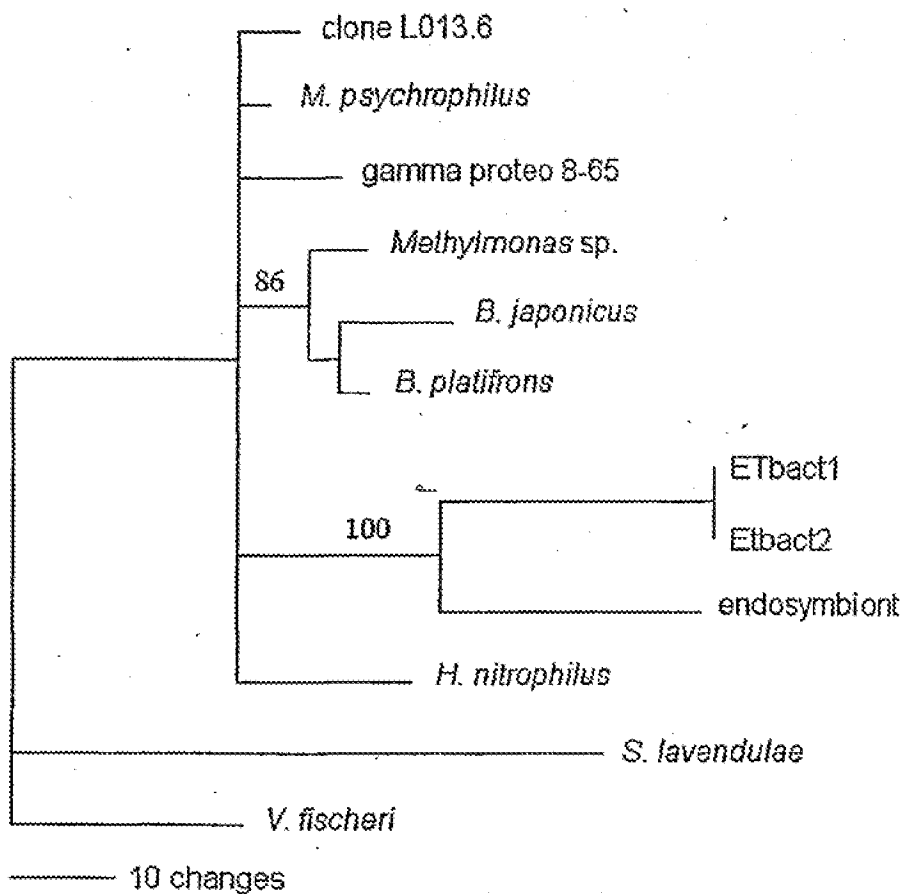 clone L013.6
M. psychrophilus
gamma proteo 8-65
Methylmonas sp.
86
B. japonicus
B. platifrons
ETbact1
100
Etbact2
endosymbiont
H. nitrophilus
S. lavendulae
V. fischeri
10 changes